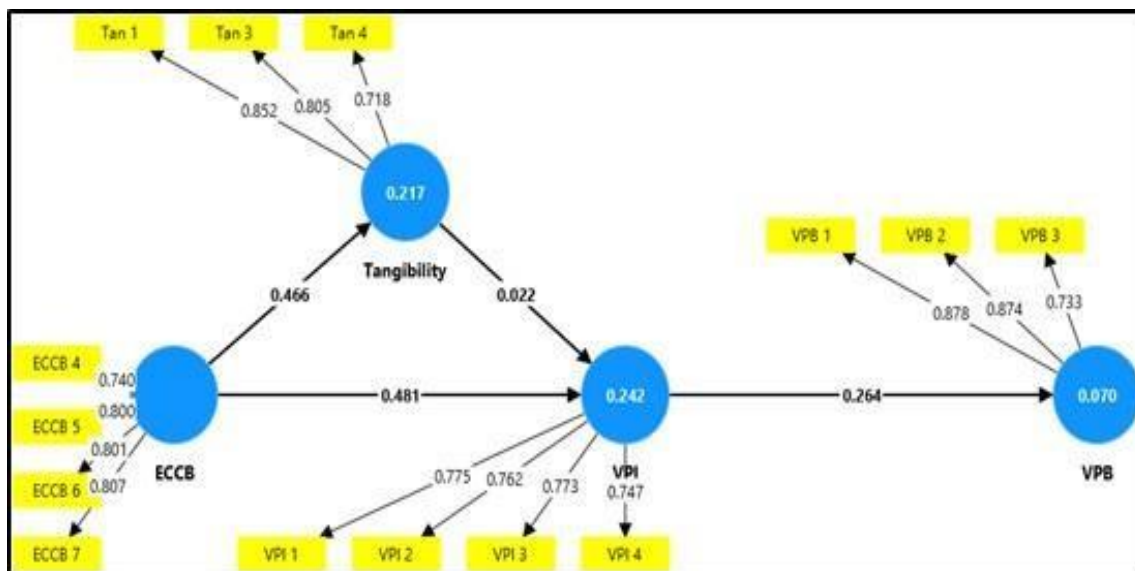 Tan 1
Tan 3
Tan 4
0.852
0.805
0.718
0.217
Tangibility
VPB 1
VPB 2
VPB 3
0.466
0.022
0.878
0.874
0.733
ECCB 4
ECCB 5
ECCB 6
ECCB 7
0.740
0.800
0.801
0.807
ECCB
0.481
0.242
VPI
0.264
0.070
VPB
0.775
0.762
0.773
0.747
VPI 1
VPI 2
VPI 3
VPI 4